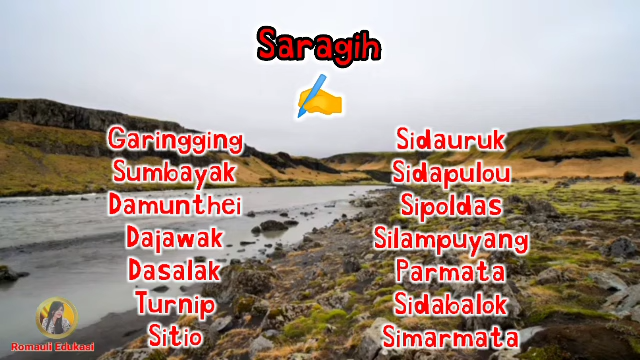 Saragih
Garingging
Sumbayak
Damunthei
Dajawak
Dasalak
Turnip
Sitio
Sidauruk
Sidapulou
Sipoldas
Silampuyang
Parmata
Sidabalok
Simarmata
Romauli Edukasi